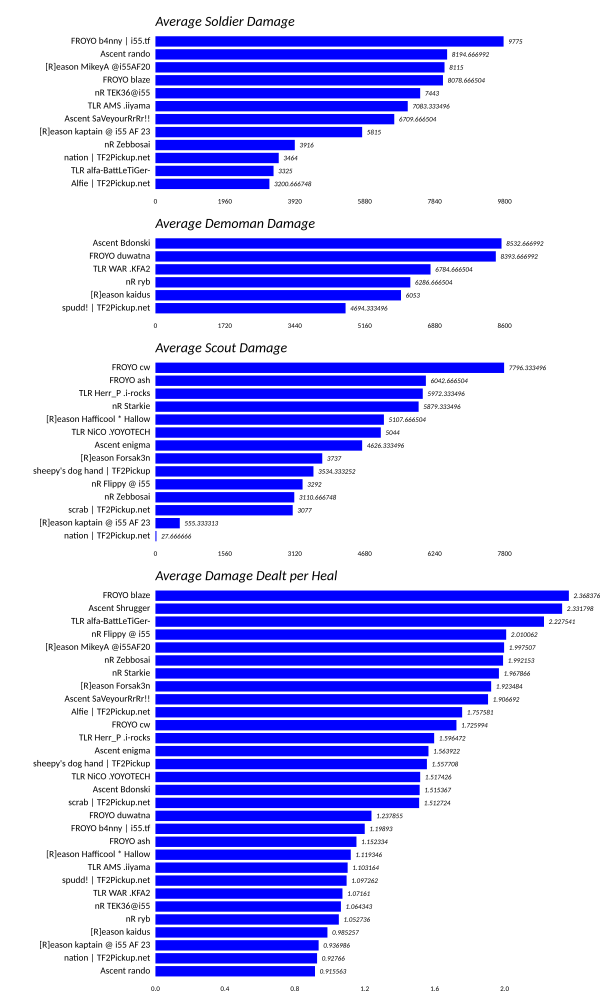 Average Soldier Damage
FROYO b4nny | i55.tf 9775
Ascent rando 8194.666992
[R]eason MikeyA @i55AF20 8115
FROYO blaze 8078.666504
nR TEK36@i55 7443
TLR AMS .iiyama 7083.333496
Ascent SaVeyourRrRr!! 6709.666504
[R]eason kaptain @ i55 AF 23 5815
nR Zebbosai 3916
nation | TF2Pickup.net 3464
TLR alfa-BattLeTiGer- 3325
Alfie | TF2Pickup.net 3200.666748
0 1960 3920 5880 7840 9800
Average Demoman Damage
Ascent Bdonski 8532.666992
FROYO duwatna 8393.666992
TLR WAR .KFA2 6784.666504
nR ryb 6286.666504
[R]eason kaidus 6053
spudd! | TF2Pickup.net 4694.333496
0 1720 3440 5160 6880 8600
Average Scout Damage
FROYO cw 7796.333496
FROYO ash 6042.666504
TLR Herr_P .i-rocks 5972.333496
nR Starkie 5879.333496
[R]eason Hafficool * Hallow 5107.666504
TLR NiCO .YOYOTECH 5044
Ascent enigma 4626.333496
[R]eason Forsak3n 3737
sheepy's dog hand | TF2Pickup 3534.333252
nR Flippy @ i55 3292
nR Zebbosai 3110.666748
scrab | TF2Pickup.net 3077
[R]eason kaptain @ i55 AF 23 555.333313
nation | TF2Pickup.net 27.666666
0 1560 3120 4680 6240 7800
Average Damage Dealt per Heal
FROYO blaze 2.368376
Ascent Shrugger 2.331798
TLR alfa-BattLeTiGer- 2.227541
nR Flippy @ i55 2.010062
[R]eason MikeyA @i55AF20 1.997507
nR Zebbosai 1.992153
nR Starkie 1.967866
[R]eason Forsak3n 1.923484
Ascent SaVeyourRrRr!! 1.906692
Alfie | TF2Pickup.net 1.757581
FROYO cw 1.725994
TLR Herr_P .i-rocks 1.596472
Ascent enigma 1.563922
sheepy's dog hand | TF2Pickup 1.557708
TLR NiCO .YOYOTECH 1.517426
Ascent Bdonski 1.515367
scrab | TF2Pickup.net 1.512724
FROYO duwatna 1.237855
FROYO b4nny | i55.tf 1.19893
FROYO ash 1.152334
[R]eason Hafficool * Hallow 1.119346
TLR AMS .iiyama 1.103164
spudd! | TF2Pickup.net 1.097262
TLR WAR .KFA2 1.07161
nR TEK36@i55 1.064343
nR ryb 1.052736
[R]eason kaidus 0.985257
[R]eason kaptain @ i55 AF 23 0.936986
nation | TF2Pickup.net 0.92766
Ascent rando 0.915563
0.0 0.4 0.8 1.2 1.6 2.0